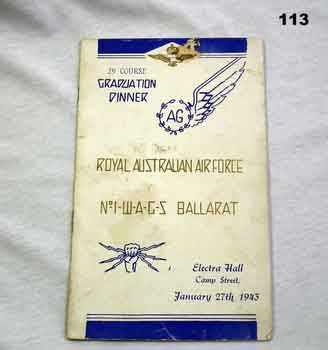 113
29 COURSE
GRADUATION
DINNER
AG
ROYAL AUSTRALIAN AIR FORCE
Nº1-W-A-G-S BALLARAT
Electra Hall
Camp Street,
January 27th 1943